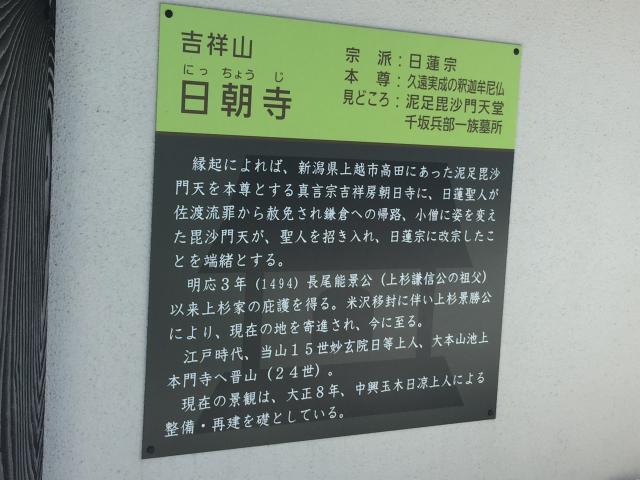 吉祥山
にっちょうじ
日朝寺
宗派：日蓮宗
本尊：久遠実成の釈迦牟尼仏
見どころ：泥足毘沙門天堂
千坂兵部一族墓所
縁起によれば、新潟県上越市高田にあった泥足毘沙
門天を本尊とする真言宗吉祥房朝日寺に、日蓮聖人が
佐渡流罪から赦免され鎌倉への帰路、小僧に姿を変え
た毘沙門天が、聖人を招き入れ、日蓮宗に改宗したこ
とを端緒とする。
明応３年（1494）長尾能景公（上杉謙信公の祖父）
以来上杉家の庇護を得る。米沢移封に伴い上杉景勝公
により、現在の地を寄進され、今に至る。
江戸時代、当山１５世妙玄院日等上人、大本山池上
本門寺へ晋山（２４世）。
現在の景観は、大正８年、中興玉木日凉上人による
整備・再建を礎としている。